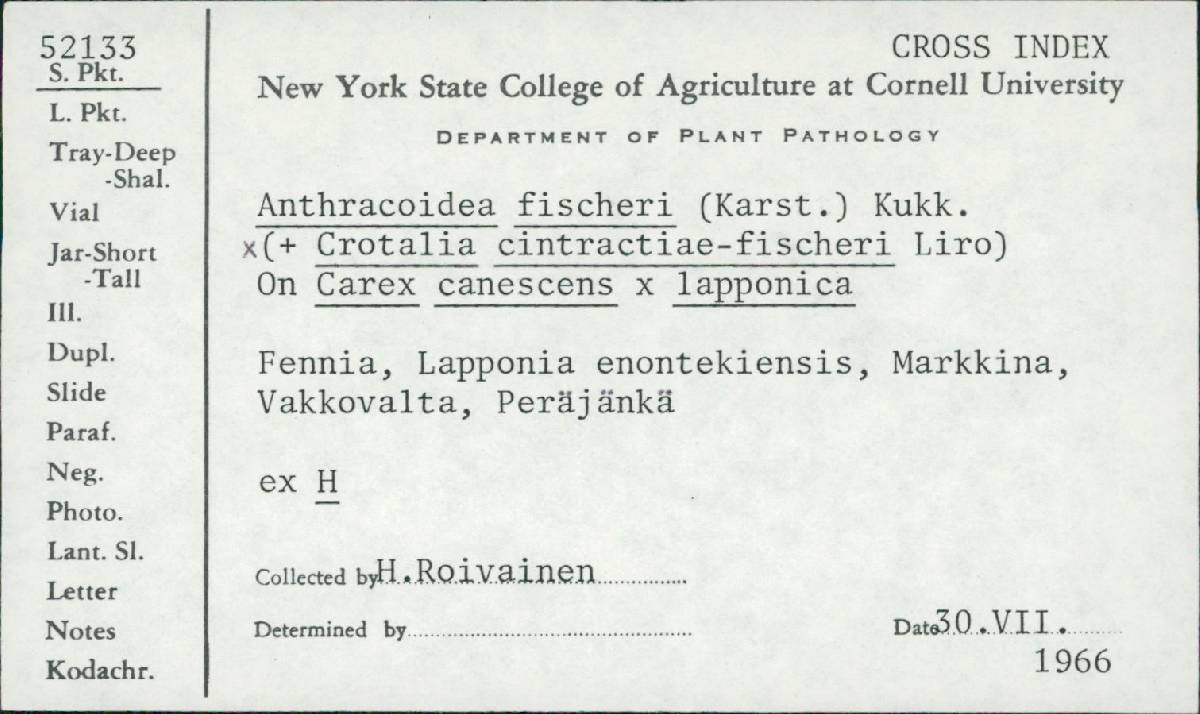 52133
S. Pkt.
L. Pkt.
Tray-Deep
-Shal.
Vial
Jar-Short
-Tall
Ill.
Dupl.
Slide
Paraf.
Neg.
Photo.
Lant. Sl.
Letter
Notes
Kodachr.
CROSS INDEX
New York State College of Agriculture at Cornell University
DEPARTMENT OF PLANT PATHOLOGY
Anthracoidea fischeri (Karst.) Kukk.
x(+ Crotalia cintractiae-fischeri Liro)
On Carex canescens x lapponica
Fennia, Lapponia enontekiensis, Markkina,
Vakkovalta, Peräjänkä
ex H
Collected by H.Roivainen
Determined by
Date 30.VII.
1966